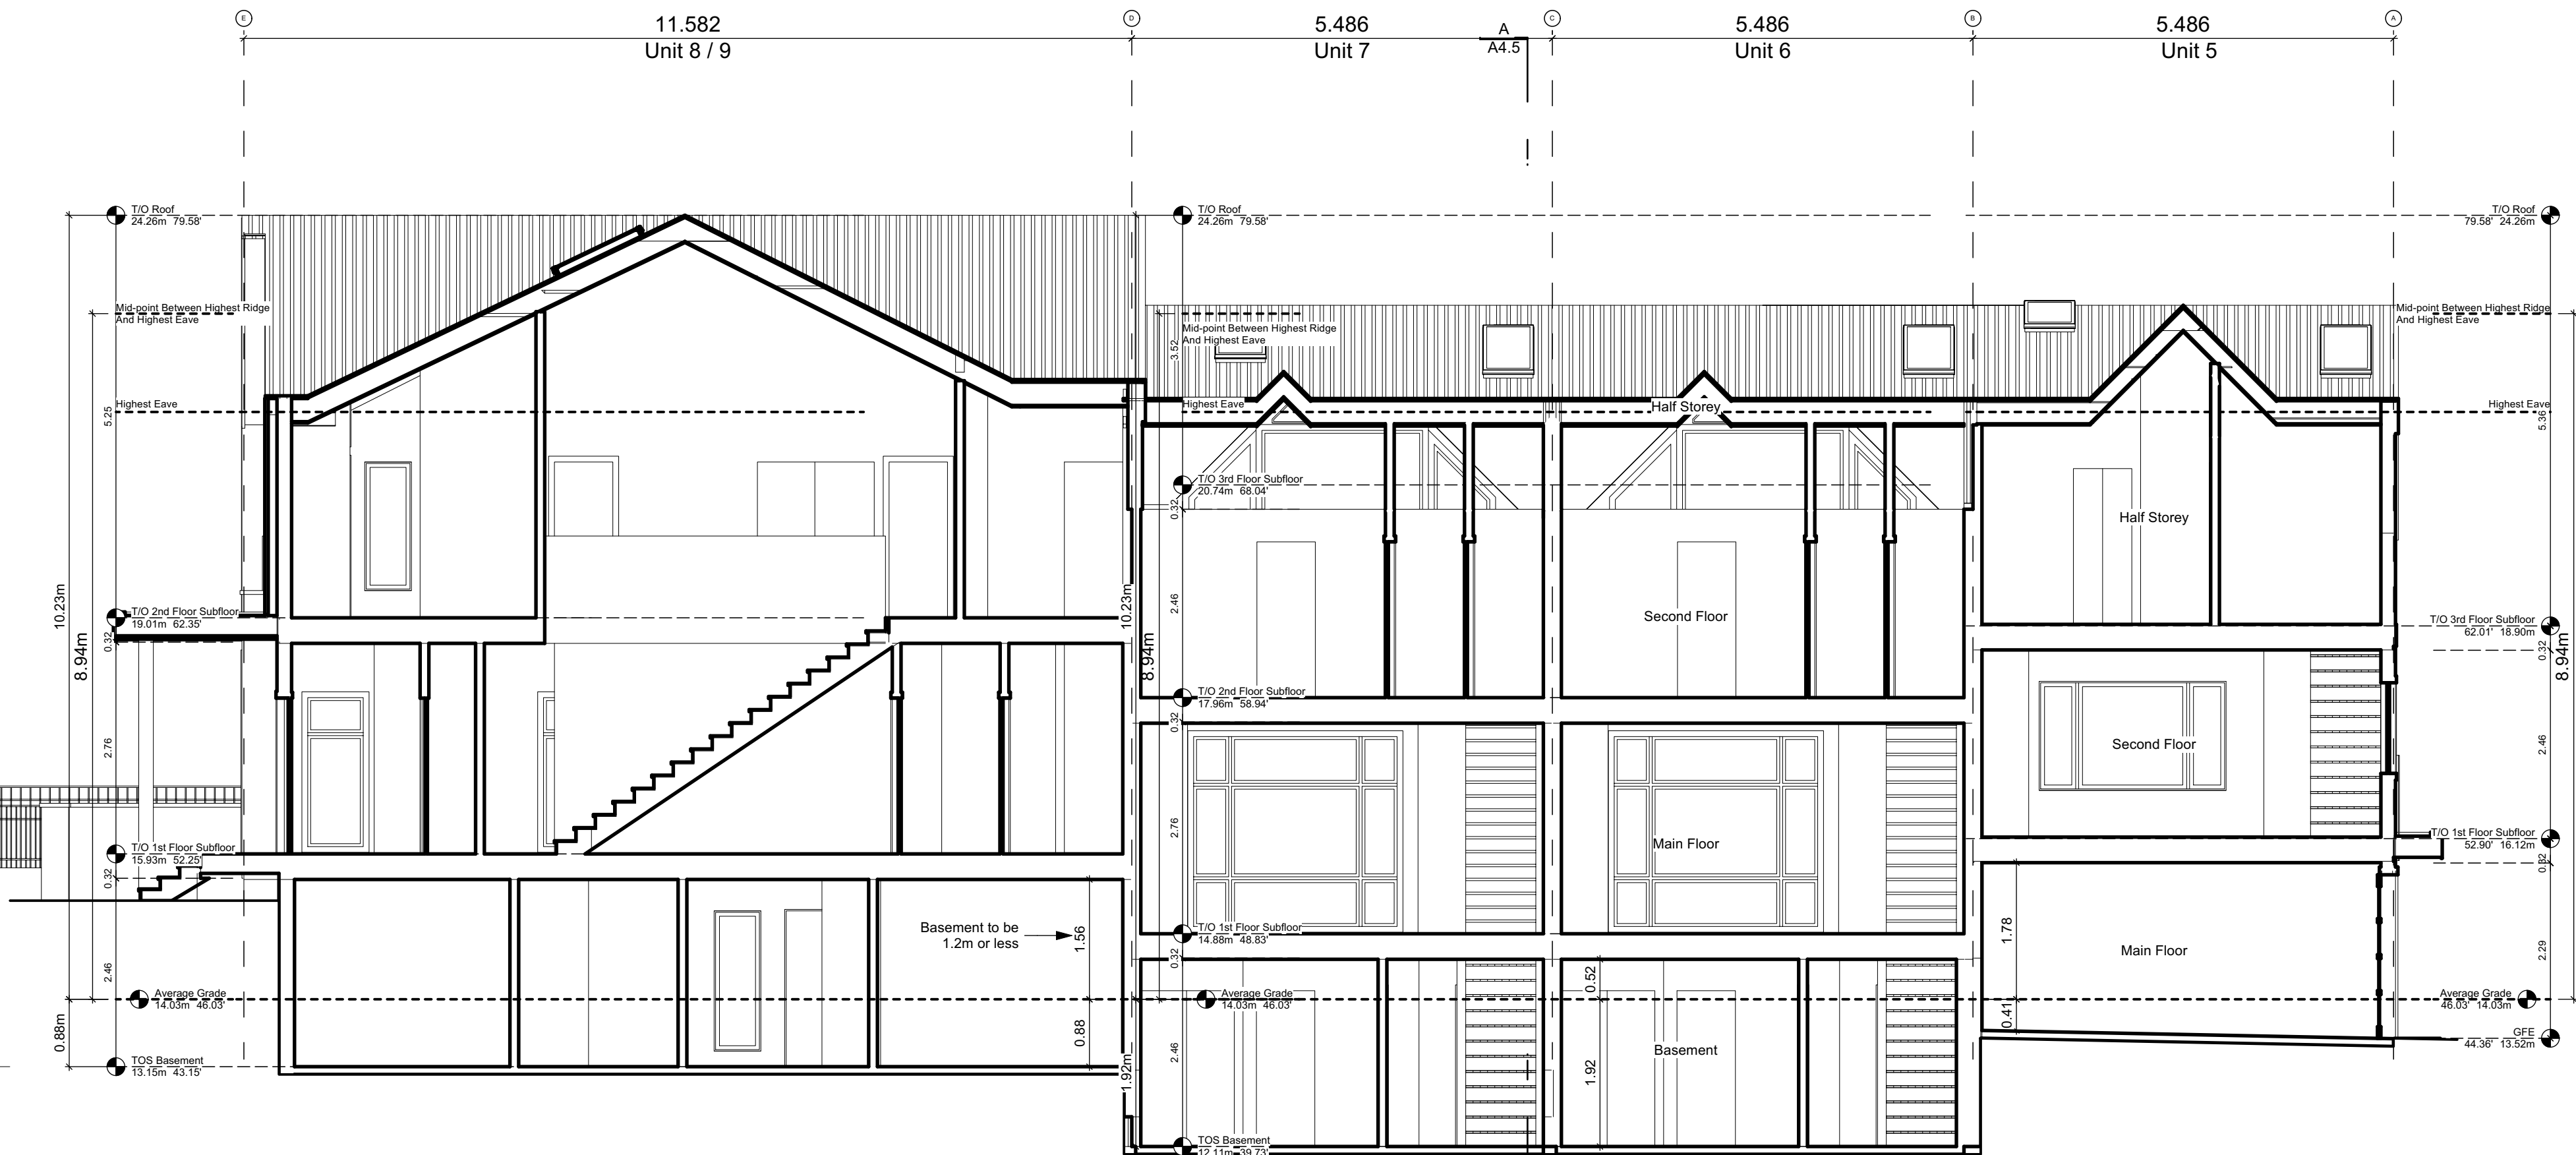 E
D
C
B
A
11.582
Unit 8 / 9
5.486
Unit 7
A
A4.5
5.486
Unit 6
5.486
Unit 5
T/O Roof
24.26m 79.58'
T/O Roof
24.26m 79.58'
T/O Roof
79.58' 24.26m
Mid-point Between Highest Ridge
And Highest Eave
Mid-point Between Highest Ridge
And Highest Eave
Mid-point Between Highest Ridge
And Highest Eave
3.52
Highest Eave
Highest Eave
Half Storey
Highest Eave
5.25
5.36
T/O 3rd Floor Subfloor
20.74m 68.04'
0.32
Half Storey
10.23m
10.23m
2.46
T/O 2nd Floor Subfloor
19.01m 62.35'
0.32
Second Floor
T/O 3rd Floor Subfloor
62.01' 18.90m
0.32
8.94m
8.94m
8.94m
T/O 2nd Floor Subfloor
17.96m 58.94'
0.32
2.76
Second Floor
2.46
2.76
Main Floor
T/O 1st Floor Subfloor
15.93m 52.25'
0.32
T/O 1st Floor Subfloor
52.90' 16.12m
0.32
Basement to be
1.2m or less
1.56
T/O 1st Floor Subfloor
14.88m 48.83'
0.32
1.78
Main Floor
2.29
2.46
0.52
Average Grade
14.03m 46.03'
Average Grade
14.03m 46.03'
Average Grade
46.03' 14.03m
0.88m
0.88
0.41
GFE
44.36' 13.52m
2.46
Basement
TOS Basement
13.15m 43.15'
1.92m
1.92
TOS Basement
12.11m 39.73'